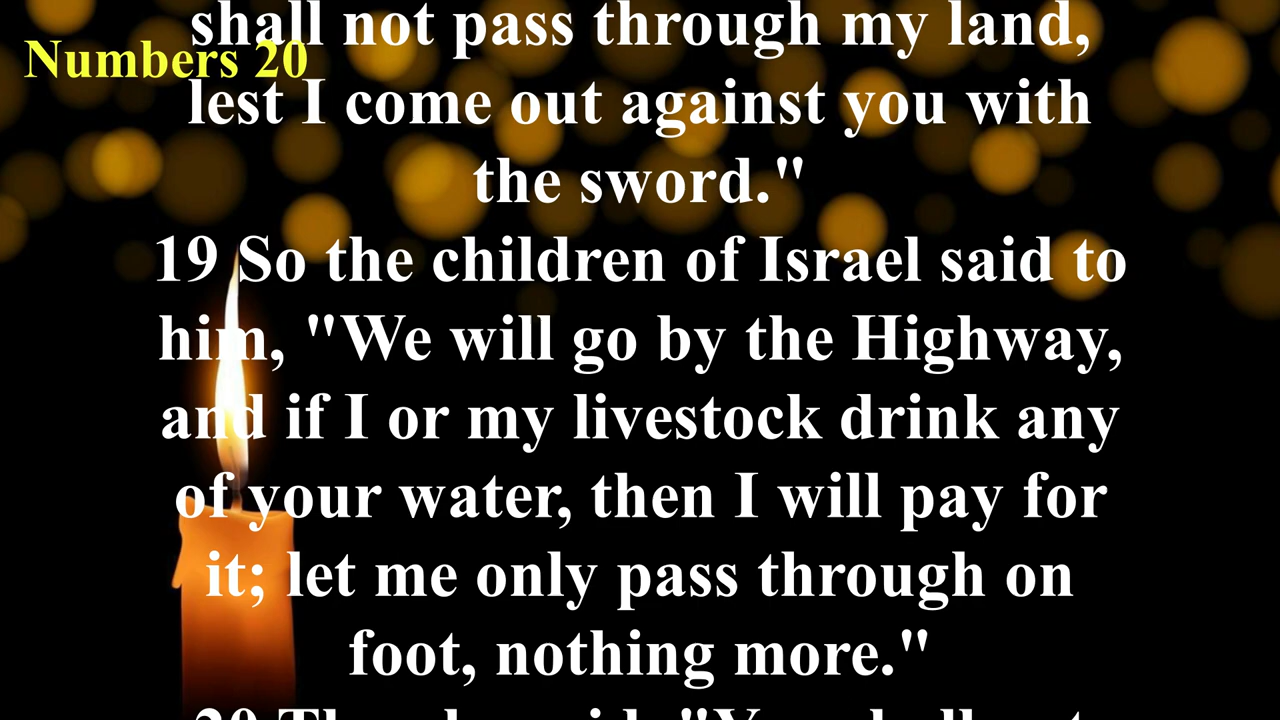 Numbers 20
shall not pass through my land,
lest I come out against you with
the sword."
19 So the children of Israel said to
him, "We will go by the Highway,
and if I or my livestock drink any
of your water, then I will pay for
it; let me only pass through on
foot, nothing more."